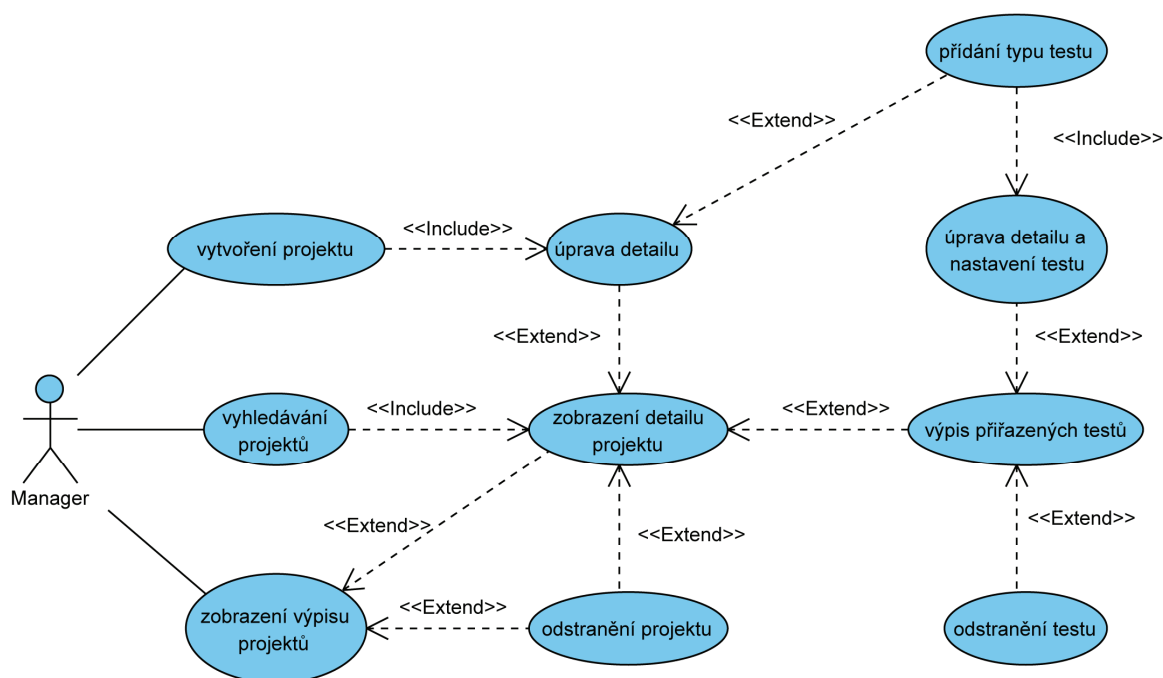 přídání typu testu
<<Extend>>
<<Include>>
<<Include>>
vytvoření projektu
úprava detailu
úprava detailu a
nastavení testu
<<Extend>>
<<Extend>>
<<Include>>
<<Extend>>
vyhledávání
projektů
zobrazení detailu
projektu
výpis přiřazených testů
Manager
<<Extend>>
<<Extend>>
<<Extend>>
<<Extend>>
zobrazení výpisu
projektů
odstranění projektu
odstranění testu